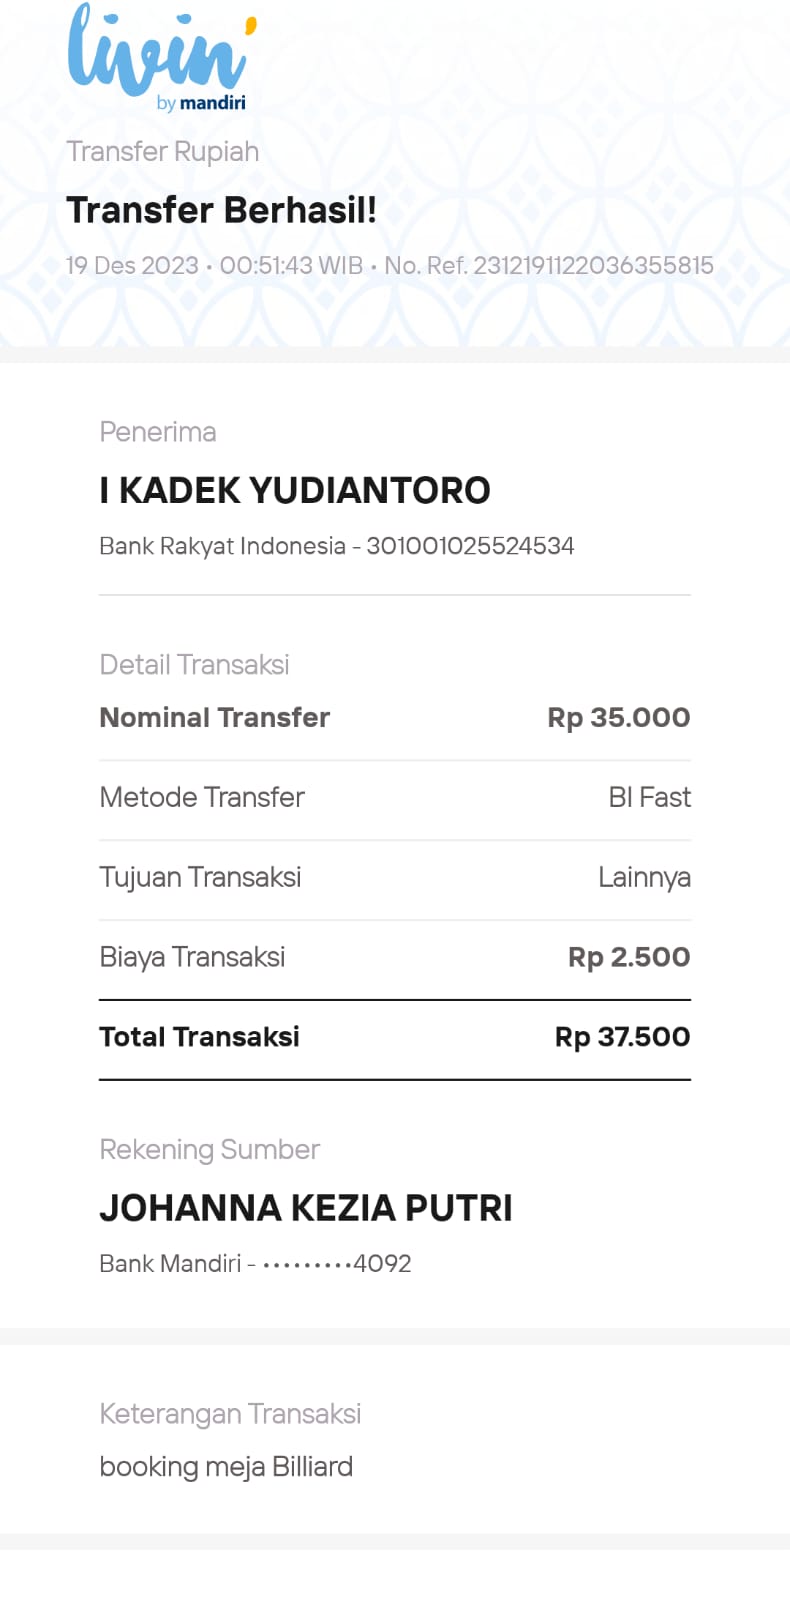 livin'
by mandiri
Transfer Rupiah
Transfer Berhasil!
19 Des 2023 • 00:51:43 WIB • No. Ref. 2312191122036355815
Penerima
I KADEK YUDIANTORO
Bank Rakyat Indonesia - 301001025524534
Detail Transaksi
Nominal Transfer Rp 35.000
Metode Transfer BI Fast
Tujuan Transaksi Lainnya
Biaya Transaksi Rp 2.500
Total Transaksi Rp 37.500
Rekening Sumber
JOHANNA KEZIA PUTRI
Bank Mandiri - •••••••••4092
Keterangan Transaksi
booking meja Billiard